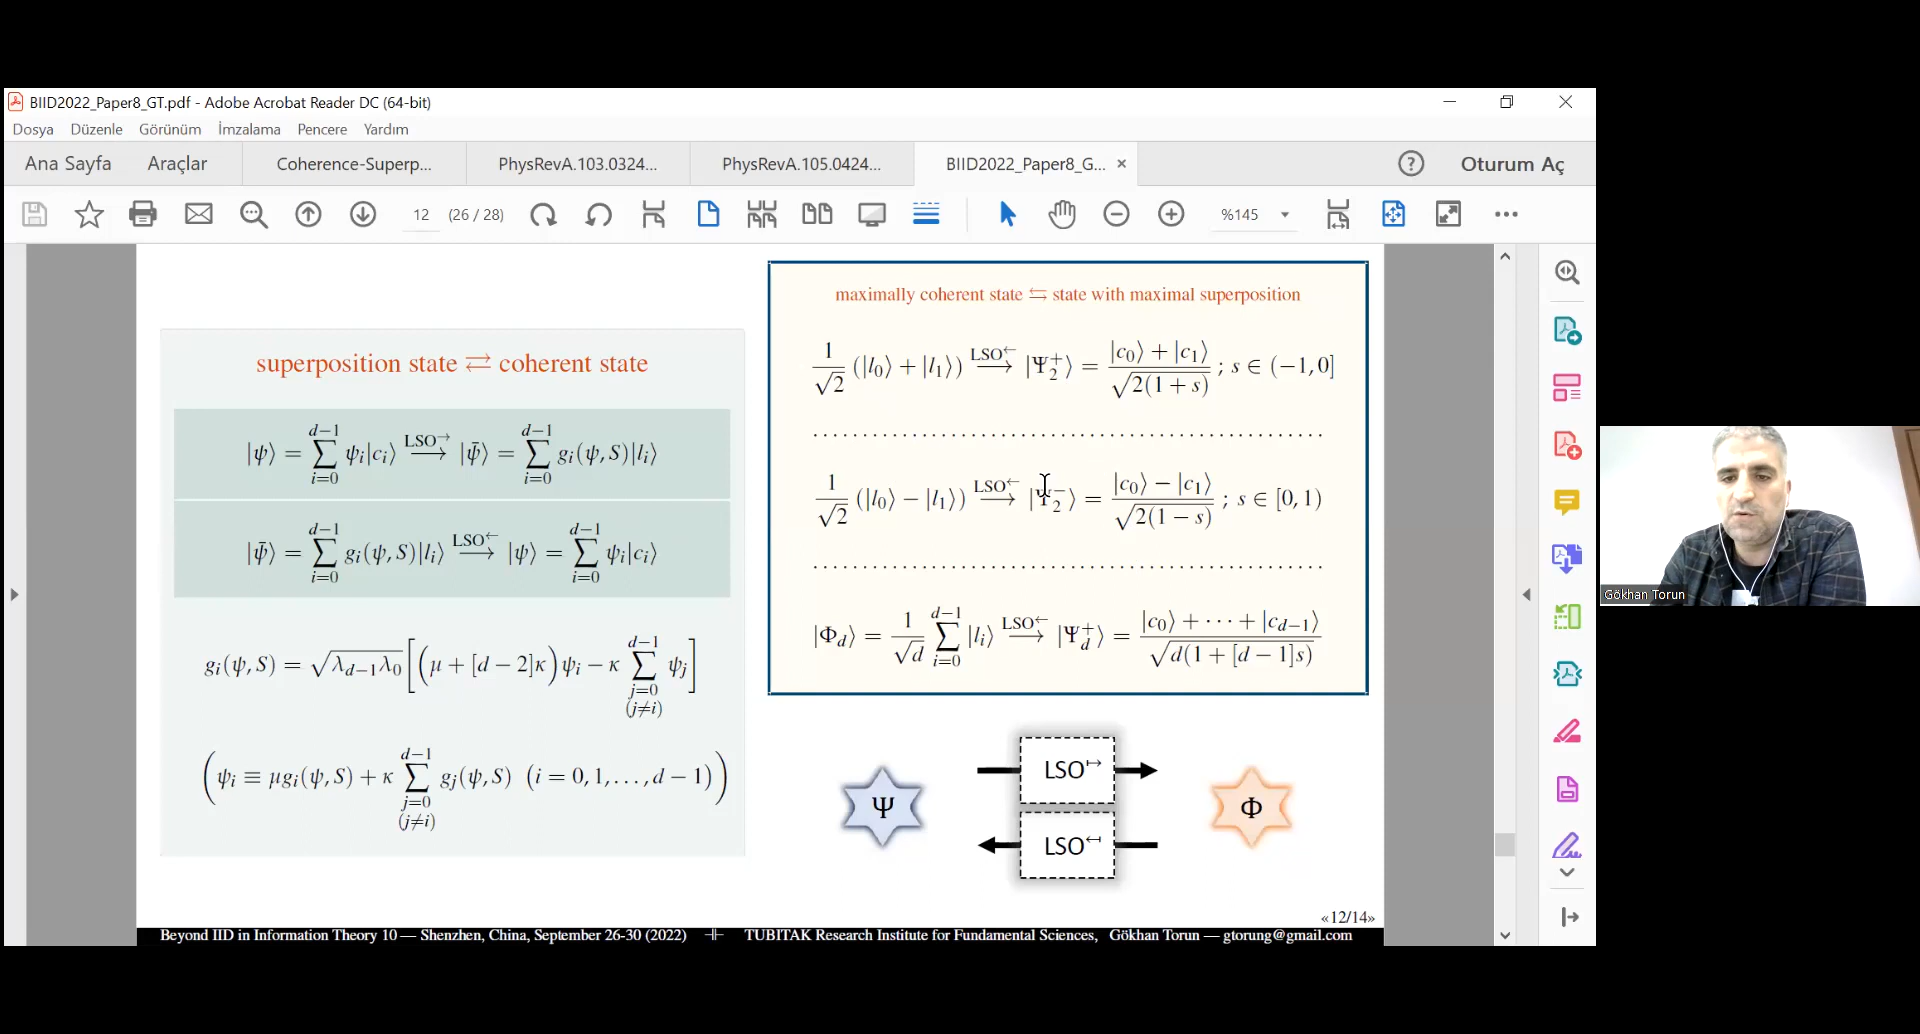 BIID2022_Paper8_GT.pdf - Adobe Acrobat Reader DC (64-bit)
Dosya Düzenle Görünüm İmzalama Pencere Yardım
Ana Sayfa Araçlar Coherence-Superp... PhysRevA.103.0324... PhysRevA.105.0424... BIID2022_Paper8_G... × ? Oturum Aç
12 (26 / 28) %145
superposition state ⇄ coherent state
|ψ⟩ = ∑_{i=0}^{d−1} ψ_i|c_i⟩ \xrightarrow{LSO^{↦}} |ψ̄⟩ = ∑_{i=0}^{d−1} g_i(ψ, S)|l_i⟩
|ψ̄⟩ = ∑_{i=0}^{d−1} g_i(ψ, S)|l_i⟩ \xrightarrow{LSO^{↤}} |ψ⟩ = ∑_{i=0}^{d−1} ψ_i|c_i⟩
g_i(ψ, S) = √(λ_{d−1}λ_0) [ (μ + [d − 2]κ)ψ_i − κ ∑_{j=0 (j≠i)}^{d−1} ψ_j ]
( ψ_i ≡ μg_i(ψ, S) + κ ∑_{j=0 (j≠i)}^{d−1} g_j(ψ, S) (i = 0, 1, . . . , d − 1) )
maximally coherent state ⇆ state with maximal superposition
1/√2 (|l_0⟩ + |l_1⟩) \xrightarrow{LSO^{↤}} |Ψ_2^+⟩ = (|c_0⟩ + |c_1⟩)/√(2(1 + s)) ; s ∈ (−1, 0]
1/√2 (|l_0⟩ − |l_1⟩) \xrightarrow{LSO^{↤}} |Ψ_2^−⟩ = (|c_0⟩ − |c_1⟩)/√(2(1 − s)) ; s ∈ [0, 1)
|Φ_d⟩ = 1/√d ∑_{i=0}^{d−1} |l_i⟩ \xrightarrow{LSO^{↤}} |Ψ_d^+⟩ = (|c_0⟩ + · · · + |c_{d−1}⟩)/√(d(1 + [d − 1]s))
LSO↦
Ψ Φ
LSO↤
«12/14»
Beyond IID in Information Theory 10 — Shenzhen, China, September 26-30 (2022) ⊣⊢ TUBITAK Research Institute for Fundamental Sciences, Gökhan Torun — gtorung@gmail.com
Gökhan Torun